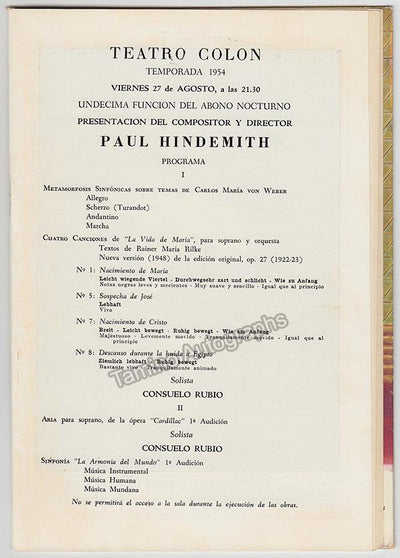 TEATRO COLON
TEMPORADA 1954
VIERNES 27 de AGOSTO, a las 21.30
UNDECIMA FUNCION DEL ABONO NOCTURNO
PRESENTACION DEL COMPOSITOR Y DIRECTOR
PAUL HINDEMITH
PROGRAMA
I
METAMORFOSIS SINFÓNICAS SOBRE TEMAS DE CARLOS MARÍA VON WEBER
Allegro
Scherzo (Turandot)
Andantino
Marcha
CUATRO CANCIONES de "La Vida de María", para soprano y orquesta
Textos de Rainer María Rilke
Nueva versión (1948) de la edición original, op. 27 (1922-23)
Nº 1: Nacimiento de María
Leicht wiegende Viertel - Durchwegsehr zart und schlicht - Wie zu Anfang
Notas negras leves y mecientes - Muy suave y sencillo - Igual que al principio
Nº 5: Sospecha de José
Lebhaft
Vivo
Nº 7: Nacimiento de Cristo
Breit - Leicht bewegt - Ruhig bewegt - Wie am Anfang
Majestuoso - Levemente movido - Tranquilamente movido - Igual que al principio
Nº 8: Descanso durante la huída a Egipto
Ziemlich lebhaft - Ruhig bewegt
Bastante vivo - Tranquilamente animado
Tamino Autographs
Solista
CONSUELO RUBIO
II
ARIA para soprano, de la ópera "Cardillac" 1ª Audición
Solista
CONSUELO RUBIO
SINFONÍA "La Armonía del Mundo" 1ª Audición
Música Instrumental
Música Humana
Música Mundana
No se permitirá el acceso a la sala durante la ejecución de las obras.